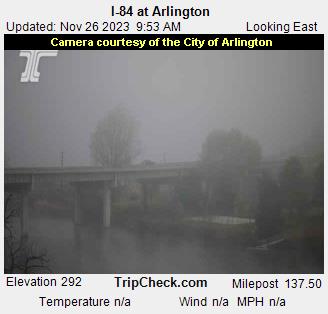 I-84 at Arlington
Updated: Nov 26 2023 9:53 AM Looking East
Camera courtesy of the City of Arlington
Elevation 292 TripCheck.com Milepost 137.50
Temperature n/a Wind n/a MPH n/a